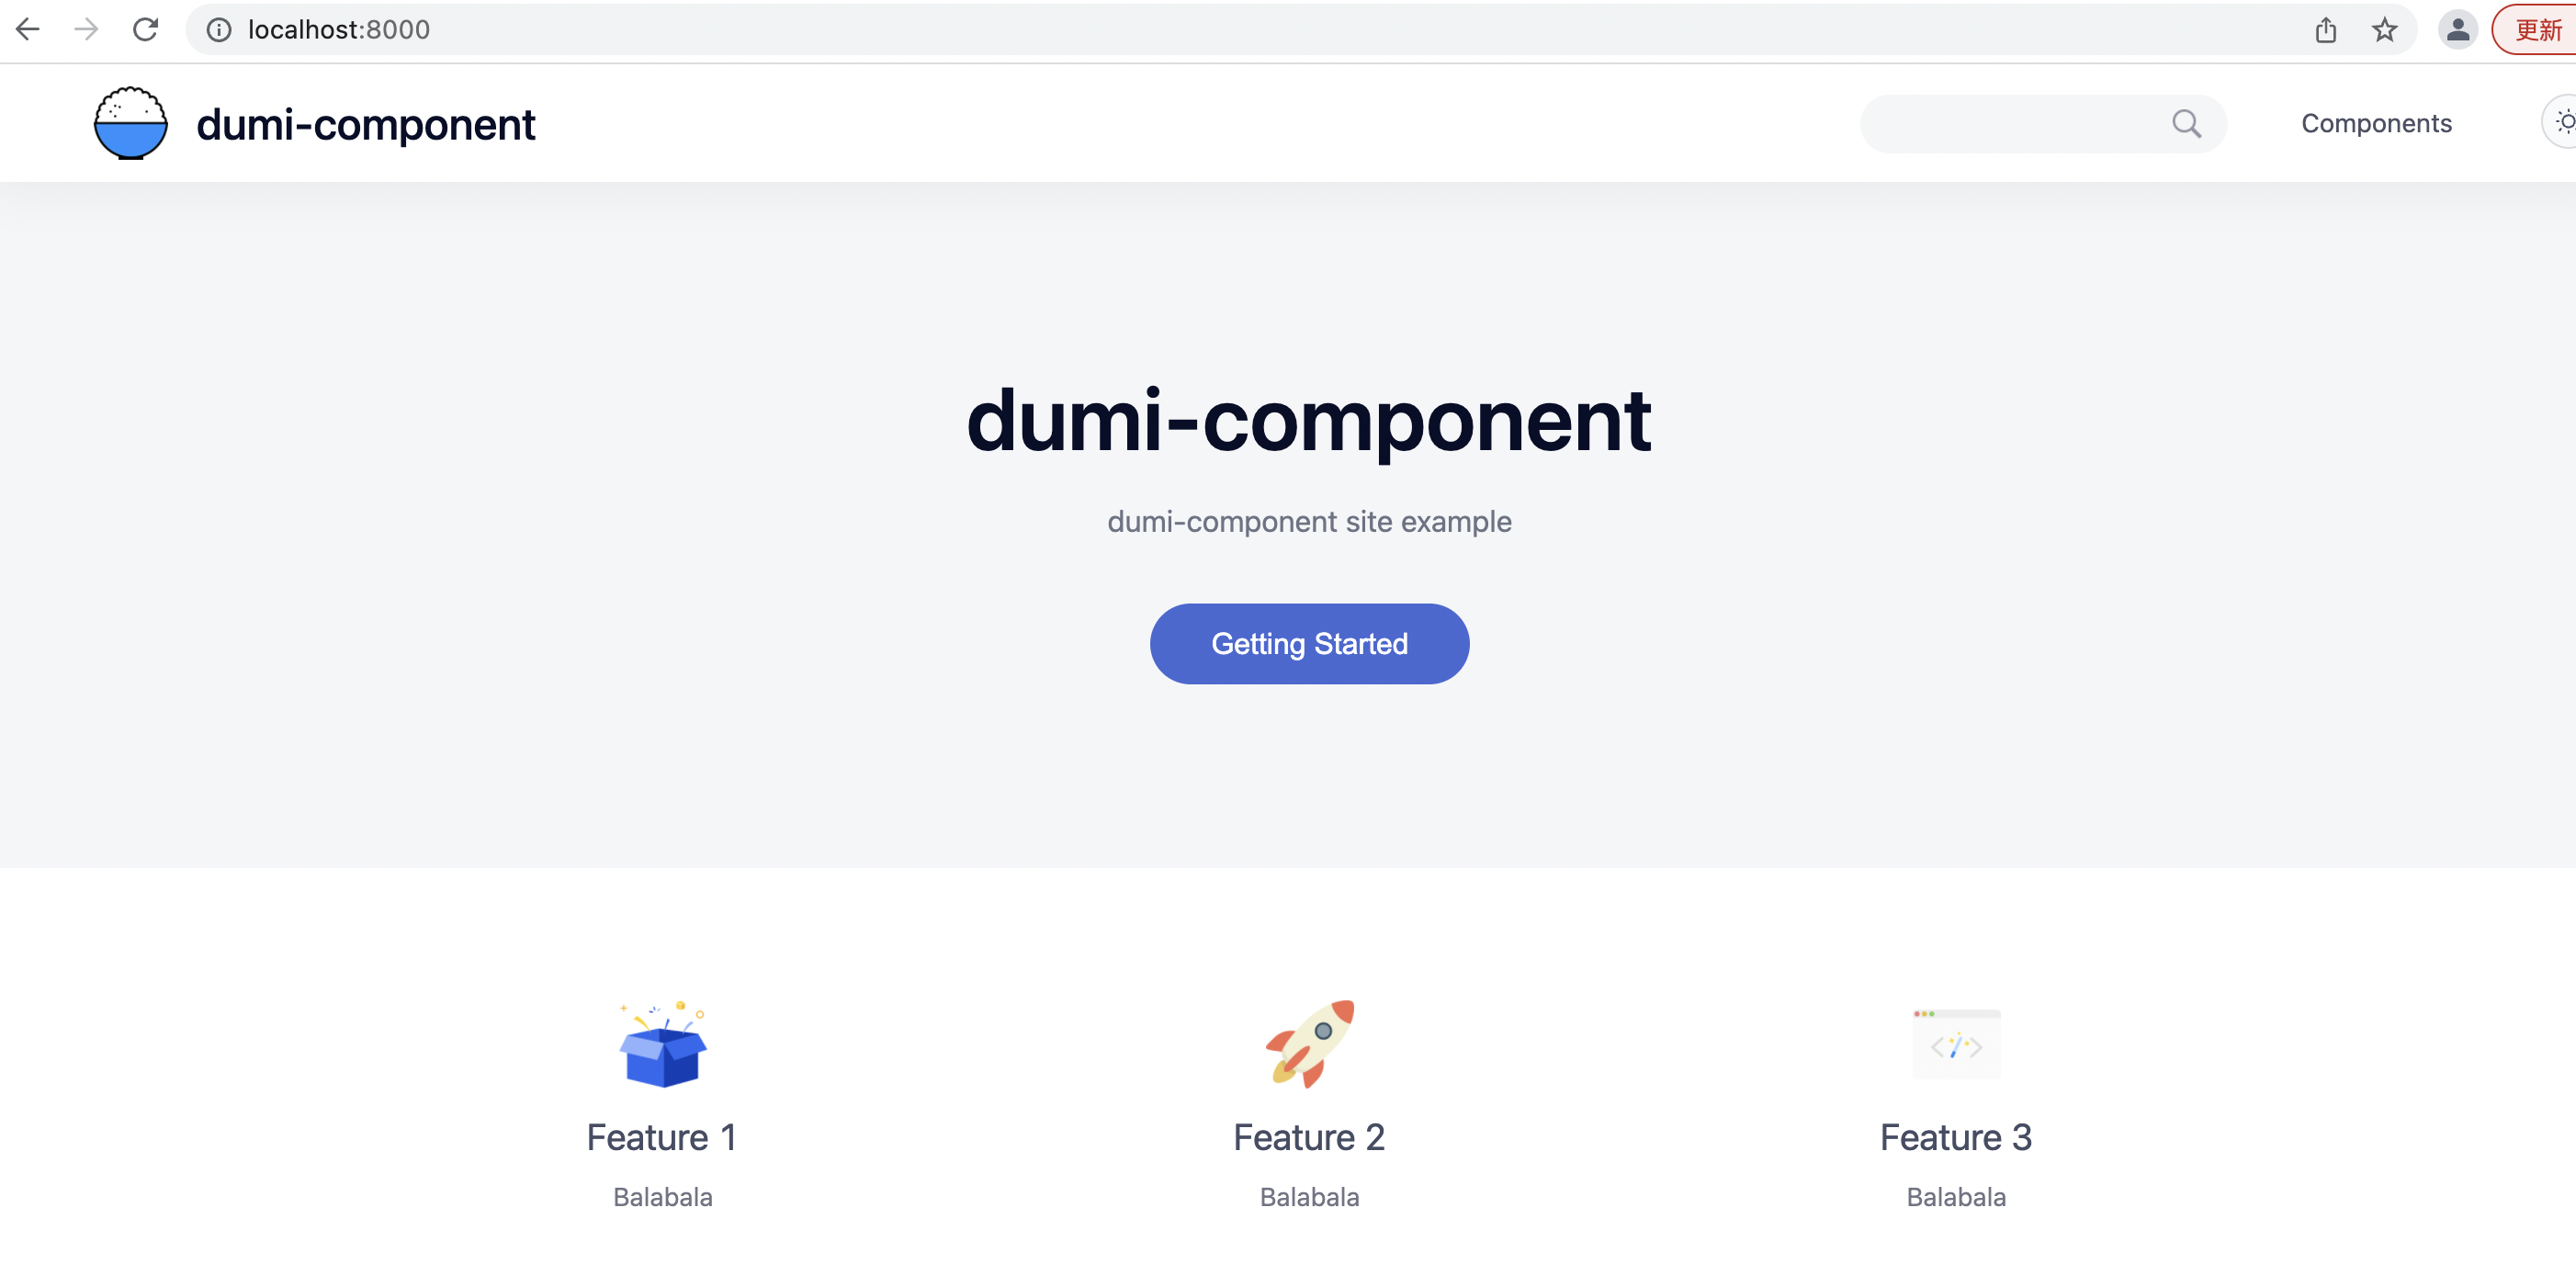 localhost:8000
更新
dumi-component
Components
dumi-component
dumi-component site example
Getting Started
Feature 1
Feature 2
Feature 3
Balabala
Balabala
Balabala